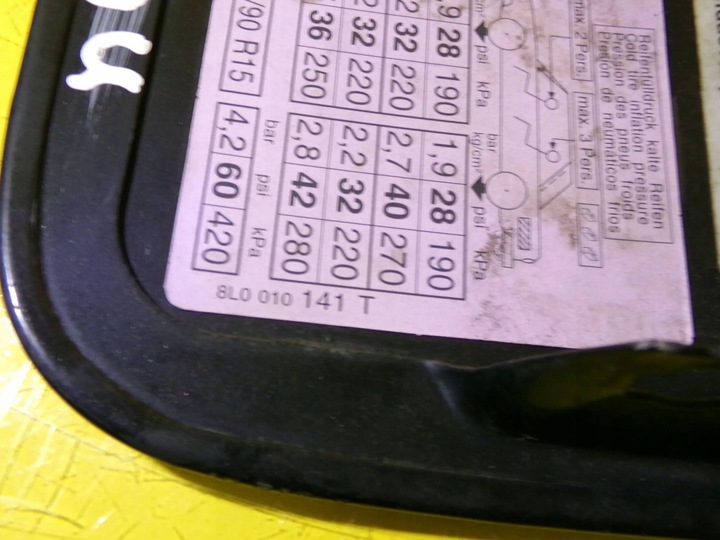 Reifenfülldruck kalte Reifen
Cold tire inflation pressure
Pression des pneus froids
Presión de neumáticos fríos
max 2 Pers. max 3 Pers.
bar
psi kPa kg/cm² psi kPa
,9 28 190 1,9 28 190
2 32 220 2,7 40 270
2 32 220 2,2 32 220
36 250 2,8 42 280
bar psi kPa
/90 R15 4,2 60 420
8L0 010 141 T